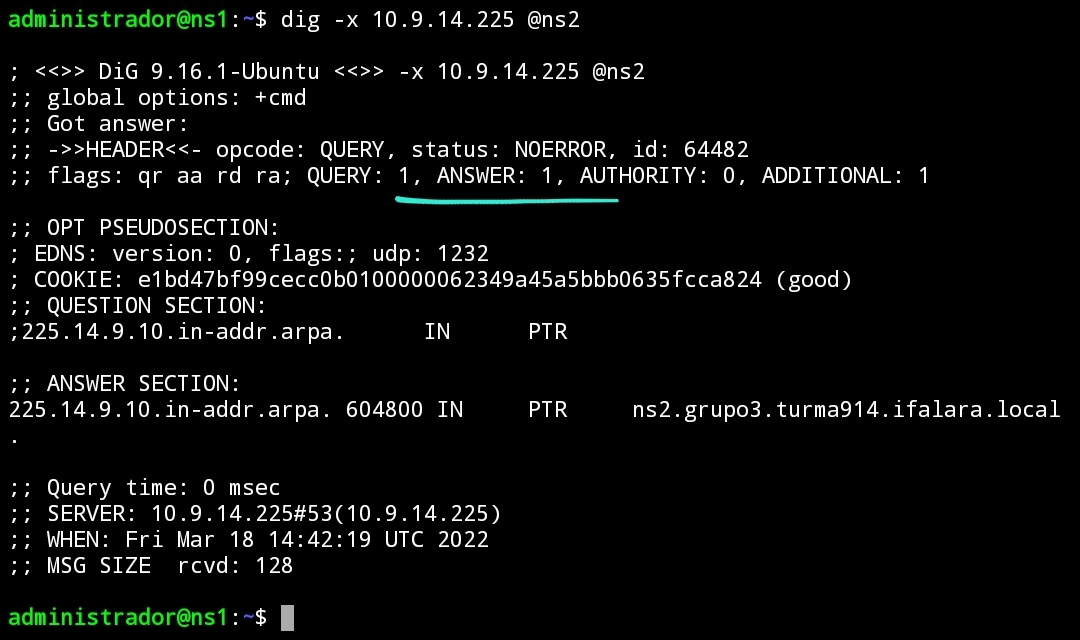 administrador@ns1:~$ dig -x 10.9.14.225 @ns2
; <<>> DiG 9.16.1-Ubuntu <<>> -x 10.9.14.225 @ns2
;; global options: +cmd
;; Got answer:
;; ->>HEADER<<- opcode: QUERY, status: NOERROR, id: 64482
;; flags: qr aa rd ra; QUERY: 1, ANSWER: 1, AUTHORITY: 0, ADDITIONAL: 1
;; OPT PSEUDOSECTION:
; EDNS: version: 0, flags:; udp: 1232
; COOKIE: e1bd47bf99cecc0b0100000062349a45a5bbb0635fcca824 (good)
;; QUESTION SECTION:
;225.14.9.10.in-addr.arpa. IN PTR
;; ANSWER SECTION:
225.14.9.10.in-addr.arpa. 604800 IN PTR ns2.grupo3.turma914.ifalara.local
.
;; Query time: 0 msec
;; SERVER: 10.9.14.225#53(10.9.14.225)
;; WHEN: Fri Mar 18 14:42:19 UTC 2022
;; MSG SIZE rcvd: 128
administrador@ns1:~$